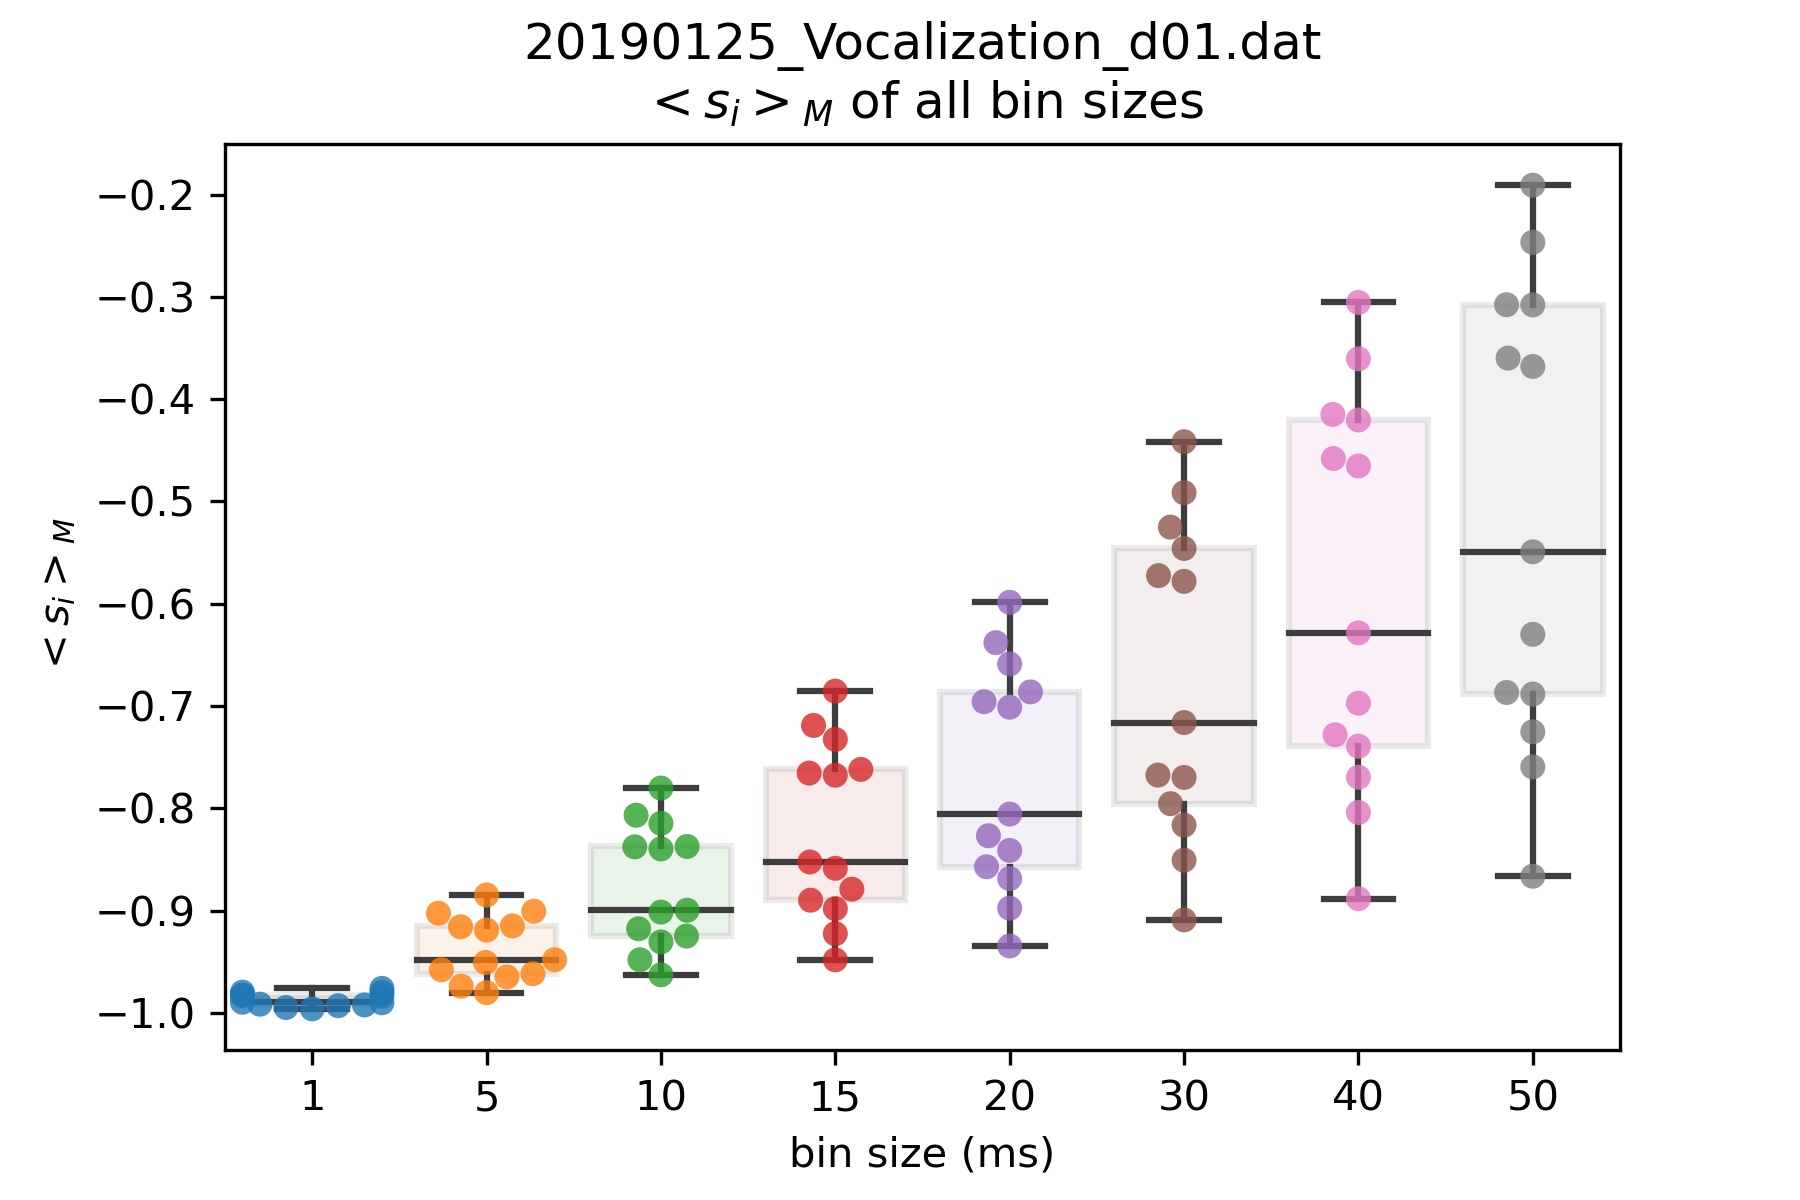 20190125_Vocalization_d01.dat
< s_i >_M of all bin sizes
−0.2
−0.3
−0.4
−0.5
−0.6
−0.7
−0.8
−0.9
−1.0
< s_i >_M
1 5 10 15 20 30 40 50
bin size (ms)